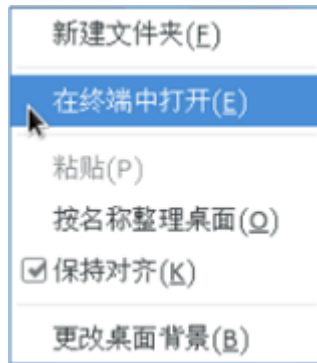 新建文件夹(F)
在终端中打开(E)
粘贴(P)
按名称整理桌面(O)
保持对齐(K)
更改桌面背景(B)